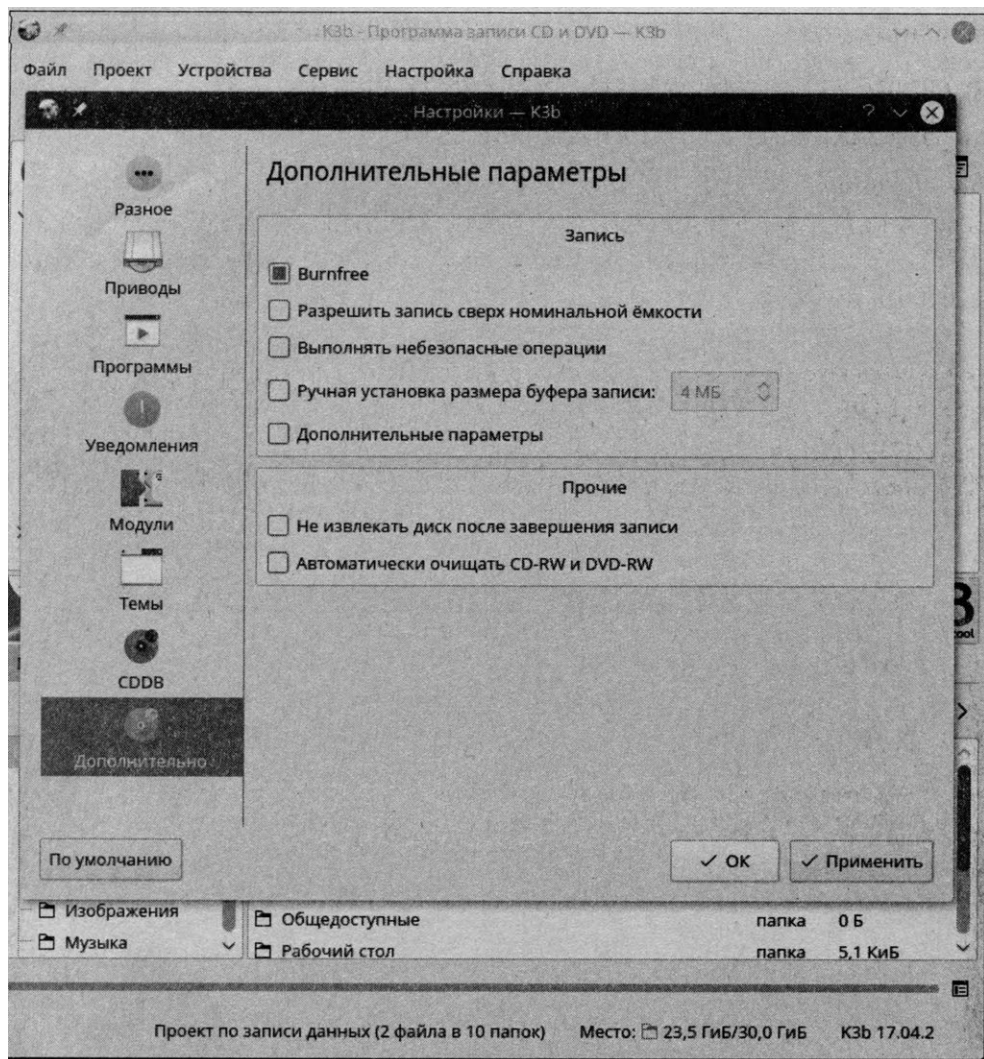 K3b - Программа записи CD и DVD — K3b
Файл Проект Устройства Сервис Настройка Справка
Настройки — K3b
Разное
Приводы
Программы
Уведомления
Модули
Темы
CDDB
Дополнительно
Дополнительные параметры
Запись
Burnfree
Разрешить запись сверх номинальной ёмкости
Выполнять небезопасные операции
Ручная установка размера буфера записи: 4 МБ
Дополнительные параметры
Прочие
Не извлекать диск после завершения записи
Автоматически очищать CD-RW и DVD-RW
cool
По умолчанию
ОК
Применить
Изображения
Музыка
Общедоступные папка 0 Б
Рабочий стол папка 5,1 КиБ
Проект по записи данных (2 файла в 10 папок) Место: 23,5 ГиБ/30,0 ГиБ K3b 17.04.2